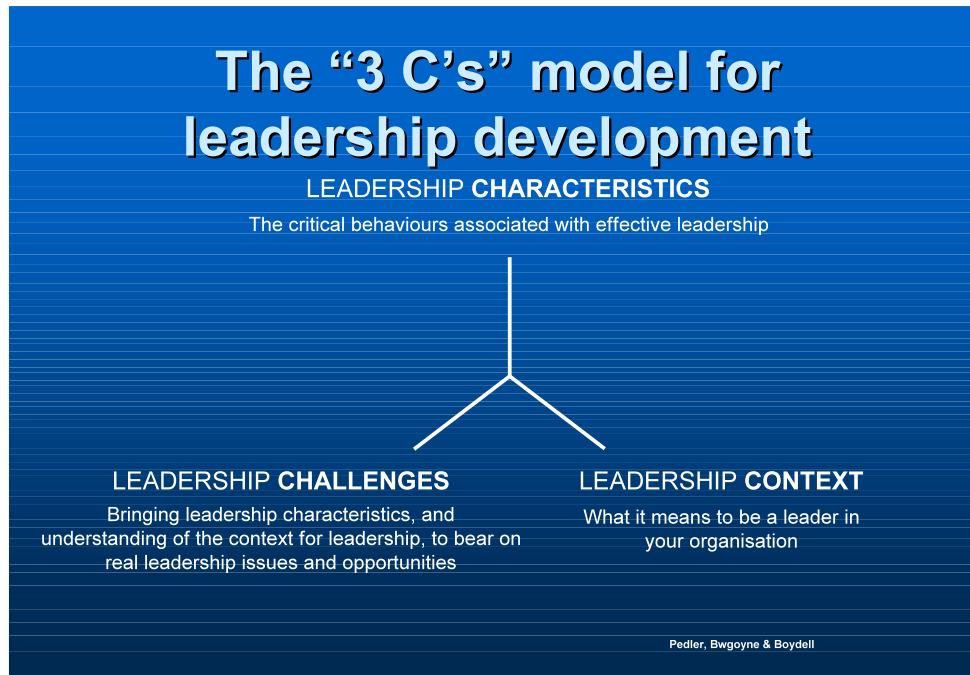 The “3 C’s” model for
leadership development
LEADERSHIP CHARACTERISTICS
The critical behaviours associated with effective leadership
LEADERSHIP CHALLENGES
Bringing leadership characteristics, and
understanding of the context for leadership, to bear on
real leadership issues and opportunities
LEADERSHIP CONTEXT
What it means to be a leader in
your organisation
Pedler, Bwgoyne & Boydell